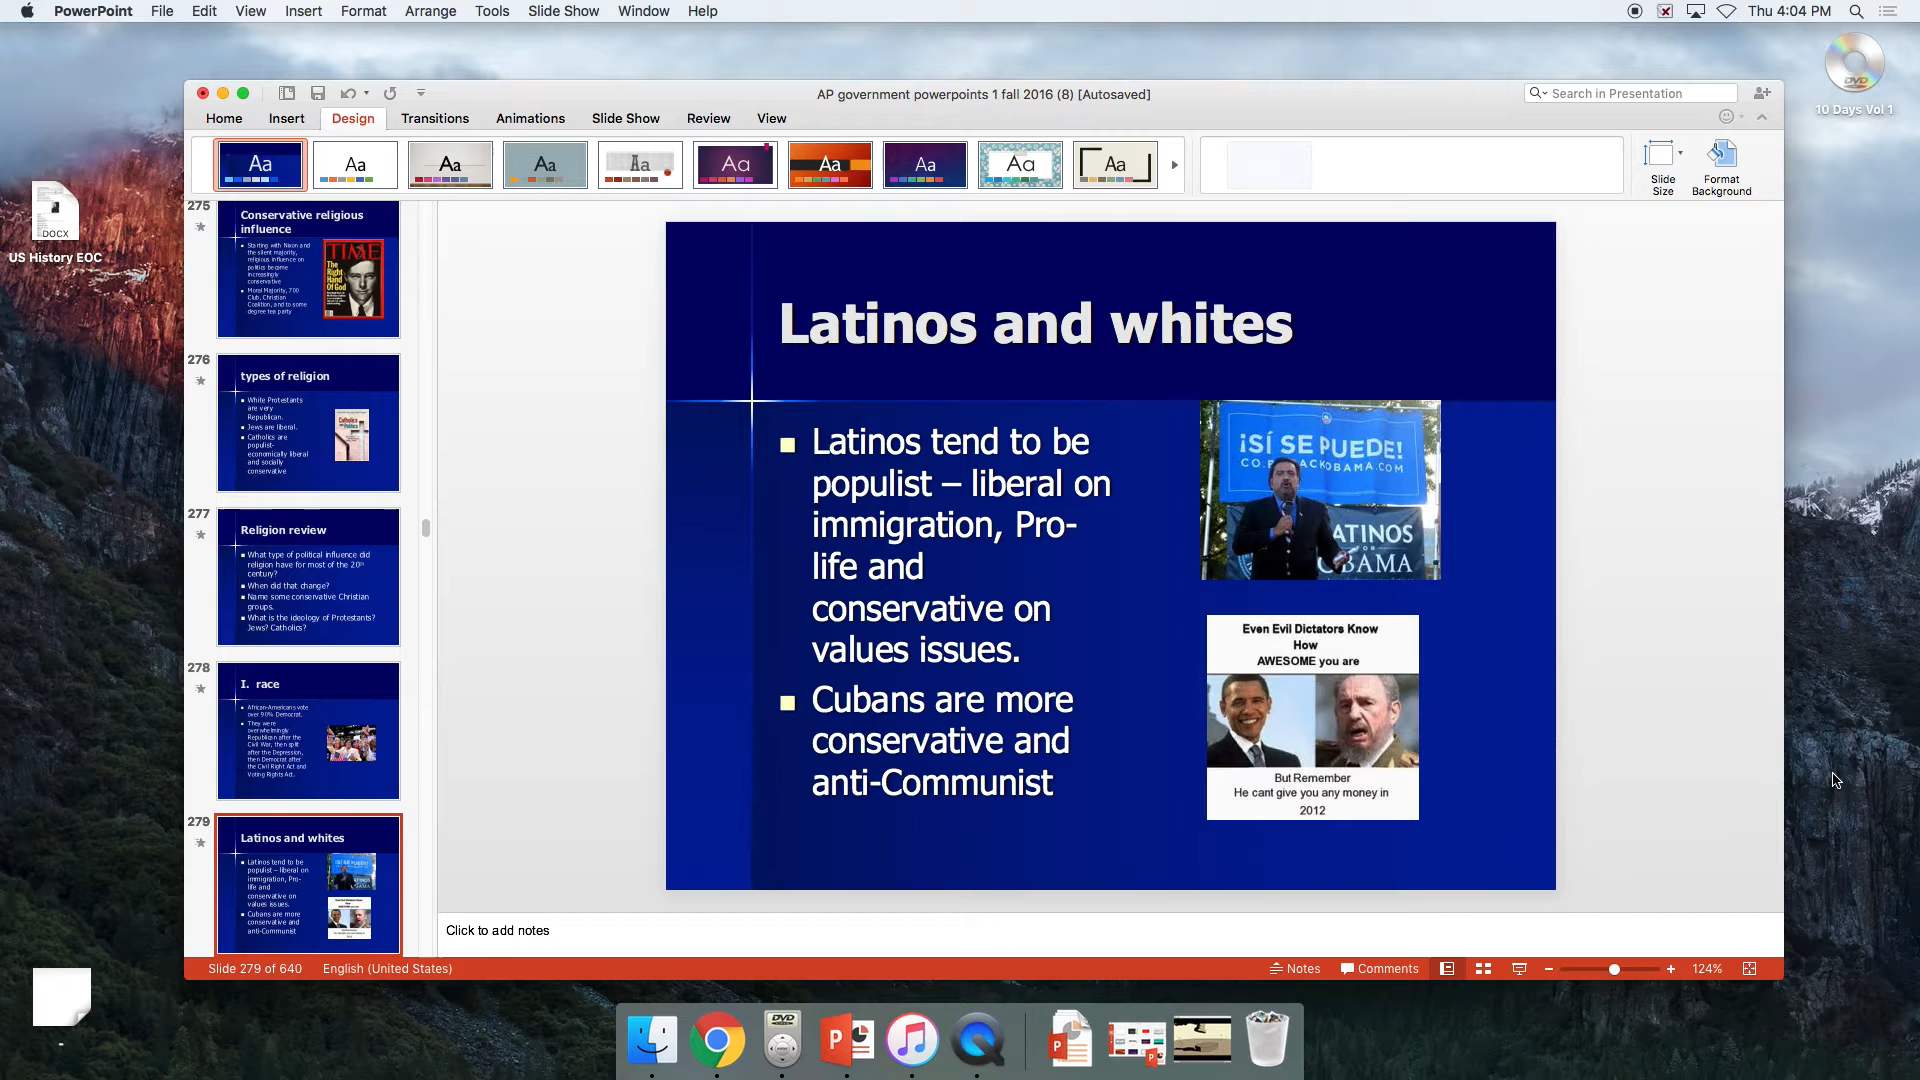 PowerPoint File Edit View Insert Format Arrange Tools Slide Show Window Help
Thu 4:04 PM
AP government powerpoints 1 fall 2016 (8) [Autosaved]
Search in Presentation
Home Insert Design Transitions Animations Slide Show Review View
Aa Aa Aa Aa Aa Aa Aa Aa Aa Aa
Slide
Size
Format
Background
DVD
10 Days Vol 1
DOCX
US History EOC
275
Conservative religious
influence
Starting with Nixon and
the silent majority,
religious influence on
politics became
increasingly
conservative
Moral Majority, 700
Club, Christian
Coalition, and to some
degree tea party
TIME
The
Right
Hand
Of God
276
types of religion
White Protestants
are very
Republican.
Jews are liberal.
Catholics are
populist-
economically liberal
and socially
conservative
277
Religion review
What type of political influence did
religion have for most of the 20th
century?
When did that change?
Name some conservative Christian
groups.
What is the ideology of Protestants?
Jews? Catholics?
278
I. race
African-Americans vote
over 90% Democrat.
They were
overwhelmingly
Republican after the
Civil War, then split
after the Depression,
then Democrat after
the Civil Right Act and
Voting Rights Act.
279
Latinos and whites
Latinos tend to be
populist – liberal on
immigration, Pro-
life and
conservative on
values issues.
Cubans are more
conservative and
anti-Communist
Latinos and whites
Latinos tend to be
populist – liberal on
immigration, Pro-
life and
conservative on
values issues.
Cubans are more
conservative and
anti-Communist
¡SÍ SE PUEDE!
ATINOS
FOR
OBAMA
Even Evil Dictators Know
How
AWESOME you are
But Remember
He cant give you any money in
2012
Click to add notes
Slide 279 of 640 English (United States)
Notes Comments 124%
DVD